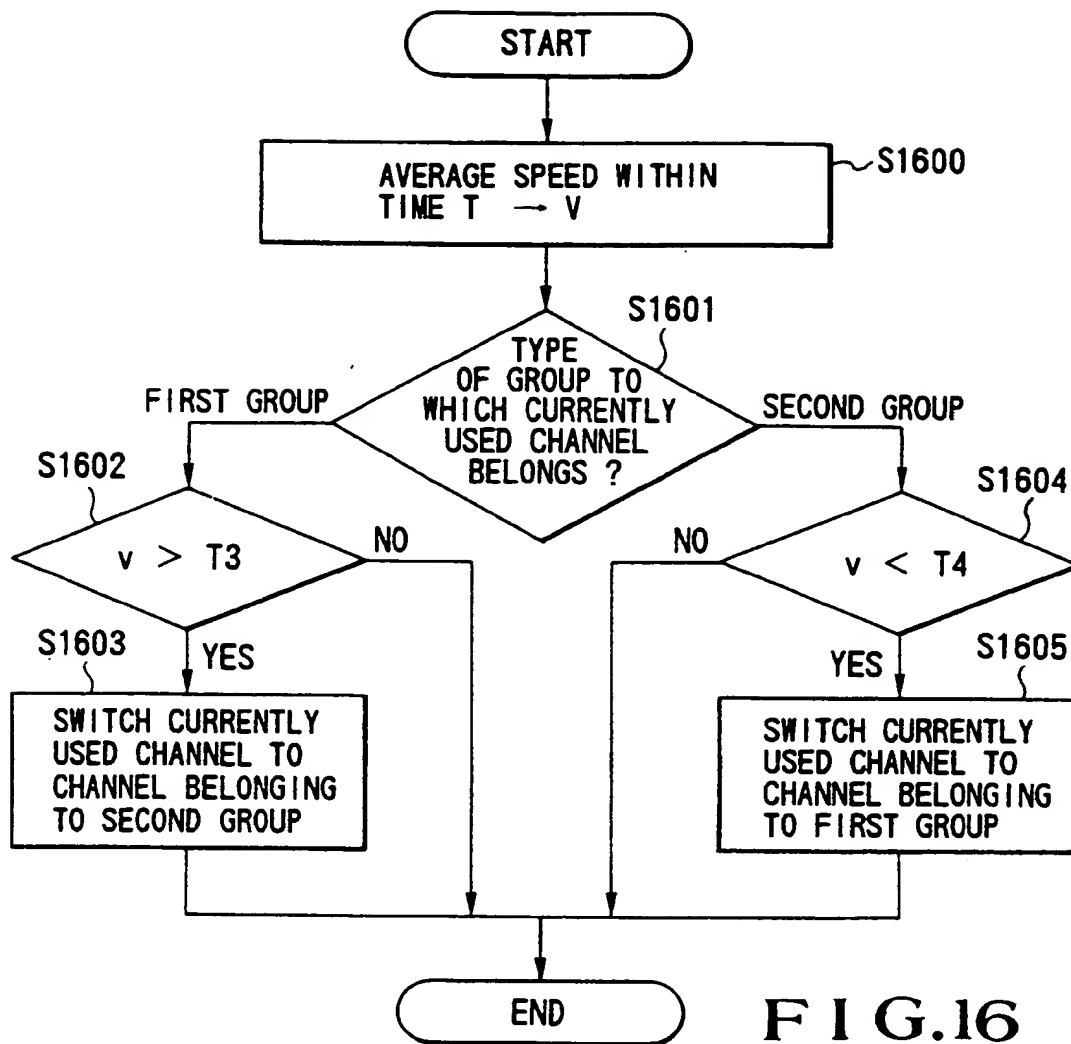 START
S1600
AVERAGE SPEED WITHIN
TIME T → V
S1601
TYPE
OF GROUP TO
WHICH CURRENTLY
USED CHANNEL
BELONGS ?
FIRST GROUP
SECOND GROUP
S1602
v > T3
NO
YES
S1604
v < T4
NO
YES
S1603
SWITCH CURRENTLY
USED CHANNEL TO
CHANNEL BELONGING
TO SECOND GROUP
S1605
SWITCH CURRENTLY
USED CHANNEL TO
CHANNEL BELONGING
TO FIRST GROUP
END
FIG.16